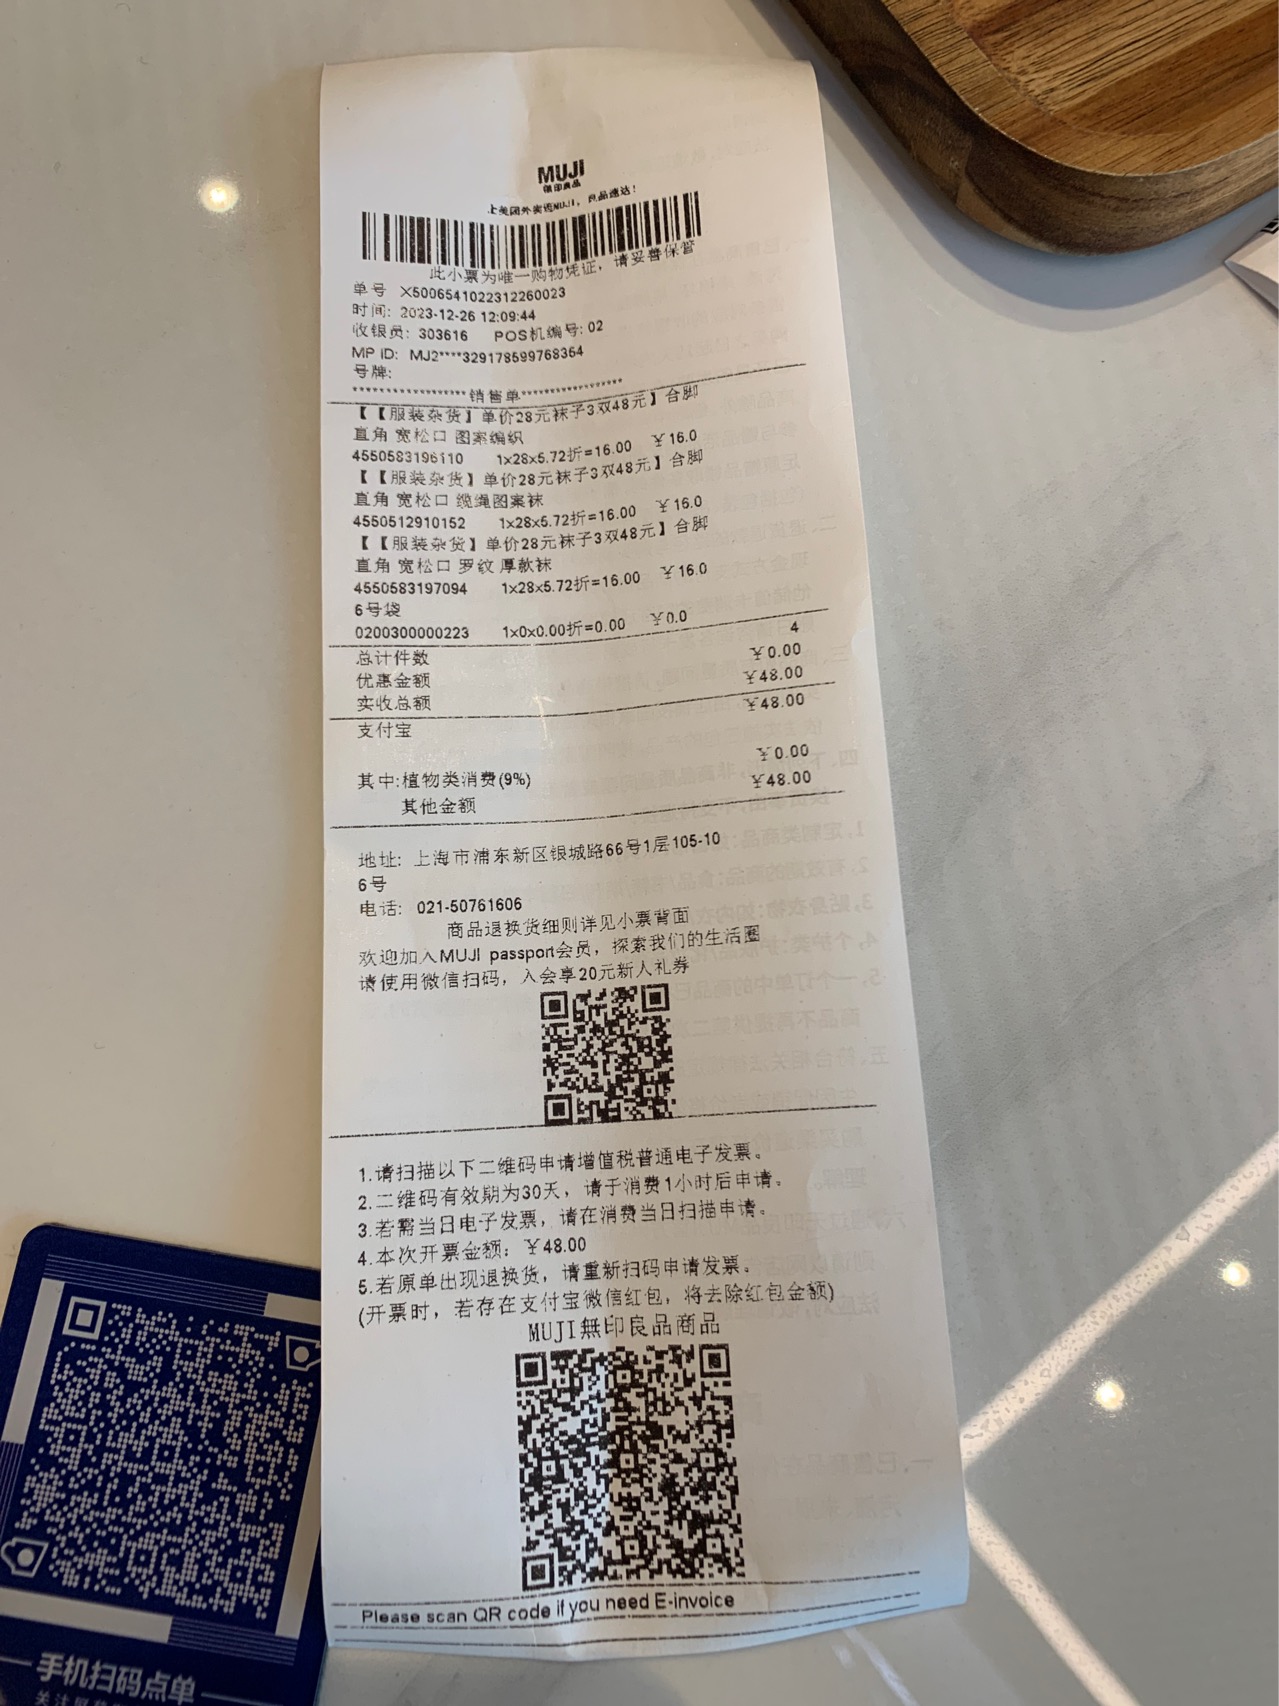 MUJI
無印良品
上美团外卖逛MUJI，良品速达！
此小票为唯一购物凭证，请妥善保管
单号 X5006541022312260023
时间: 2023-12-26 12:09:44
收银员: 303616 POS机编号: 02
MP ID: MJ2****329178599768364
号牌:
******************销售单******************
【【服装杂货】单价28元袜子3双48元】合脚
直角 宽松口 图案编织
4550583196110 1x28x5.72折=16.00 ￥16.0
【【服装杂货】单价28元袜子3双48元】合脚
直角 宽松口 缆绳图案袜
4550512910152 1x28x5.72折=16.00 ￥16.0
【【服装杂货】单价28元袜子3双48元】合脚
直角 宽松口 罗纹 厚款袜
4550583197094 1x28x5.72折=16.00 ￥16.0
6号袋
0200300000223 1x0x0.00折=0.00 ￥0.0
总计件数 4
优惠金额 ￥0.00
实收总额 ￥48.00
支付宝 ￥48.00
其中:植物类消费(9%) ￥0.00
其他金额 ￥48.00
地址: 上海市浦东新区银城路66号1层105-10
6号
电话: 021-50761606
商品退换货细则详见小票背面
欢迎加入MUJI passport会员，探索我们的生活圈
请使用微信扫码，入会享20元新人礼券
1.请扫描以下二维码申请增值税普通电子发票。
2.二维码有效期为30天，请于消费1小时后申请。
3.若需当日电子发票，请在消费当日扫描申请。
4.本次开票金额: ￥48.00
5.若原单出现退换货，请重新扫码申请发票。
(开票时，若存在支付宝微信红包，将去除红包金额)
MUJI無印良品商品
Please scan QR code if you need E-invoice
手机扫码点单